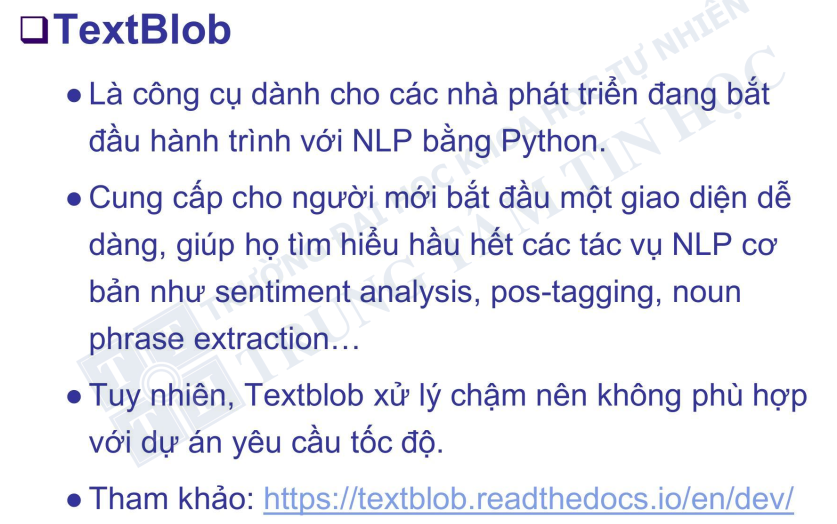 TextBlob
Là công cụ dành cho các nhà phát triển đang bắt
đầu hành trình với NLP bằng Python.
Cung cấp cho người mới bắt đầu một giao diện dễ
dàng, giúp họ tìm hiểu hầu hết các tác vụ NLP cơ
bản như sentiment analysis, pos-tagging, noun
phrase extraction…
Tuy nhiên, Textblob xử lý chậm nên không phù hợp
với dự án yêu cầu tốc độ.
Tham khảo: https://textblob.readthedocs.io/en/dev/
TRƯỜNG ĐẠI HỌC KHOA HỌC TỰ NHIÊN
TRUNG TÂM TIN HỌC